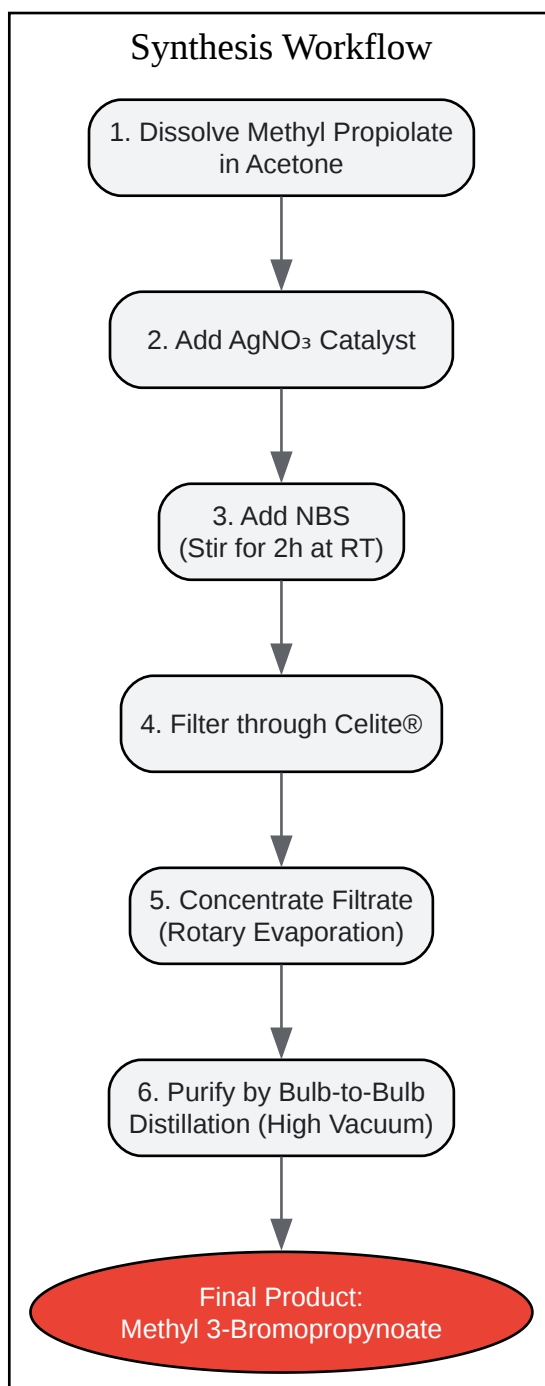 Synthesis Workflow
1. Dissolve Methyl Propiolate
in Acetone
2. Add AgNO₃ Catalyst
3. Add NBS
(Stir for 2h at RT)
4. Filter through Celite®
5. Concentrate Filtrate
(Rotary Evaporation)
6. Purify by Bulb-to-Bulb
Distillation (High Vacuum)
Final Product:
Methyl 3-Bromopropynoate